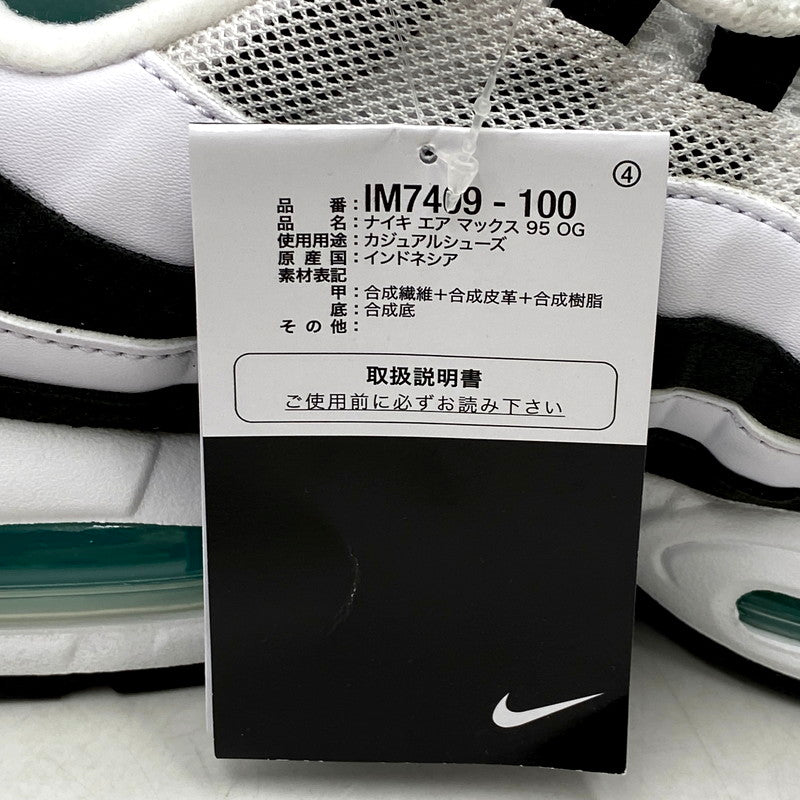 ④
品番：IM7409 - 100
品名：ナイキ エア マックス 95 OG
使用用途：カジュアルシューズ
原産国：インドネシア
素材表記
甲：合成繊維＋合成皮革＋合成樹脂
底：合成底
その他：
取扱説明書
ご使用前に必ずお読み下さい